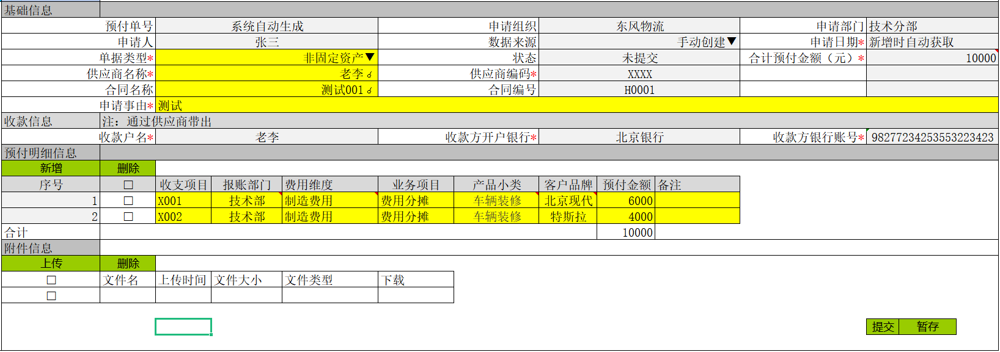 基础信息
预付单号 系统自动生成 申请组织 东风物流 申请部门 技术分部
申请人 张三 数据来源 手动创建▼ 申请日期* 新增时自动获取
单据类型* 非固定资产▼ 状态 未提交 合计预付金额（元）* 10000
供应商名称* 老李 供应商编码* XXXX
合同名称 测试001 合同编号 H0001
申请事由* 测试
收款信息 注：通过供应商带出
收款户名* 老李 收款方开户银行* 北京银行 收款方银行账号* 98277234253553223423
预付明细信息
新增 删除
序号 □ 收支项目 报账部门 费用维度 业务项目 产品小类 客户品牌 预付金额 备注
1 □ X001 技术部 制造费用 费用分摊 车辆装修 北京现代 6000
2 □ X002 技术部 制造费用 费用分摊 车辆装修 特斯拉 4000
合计 10000
附件信息
上传 删除
□ 文件名 上传时间 文件大小 文件类型 下载
□
提交 暂存